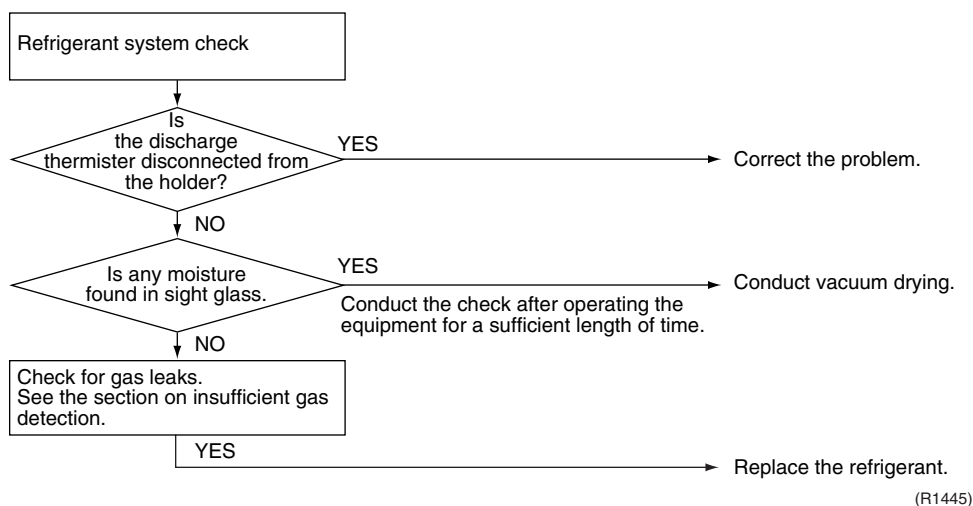 Refrigerant system check
Is
the discharge
thermister disconnected from
the holder?
YES
Correct the problem.
NO
Is any moisture
found in sight glass.
YES
Conduct the check after operating the
equipment for a sufficient length of time.
Conduct vacuum drying.
NO
Check for gas leaks.
See the section on insufficient gas
detection.
YES
Replace the refrigerant.
(R1445)